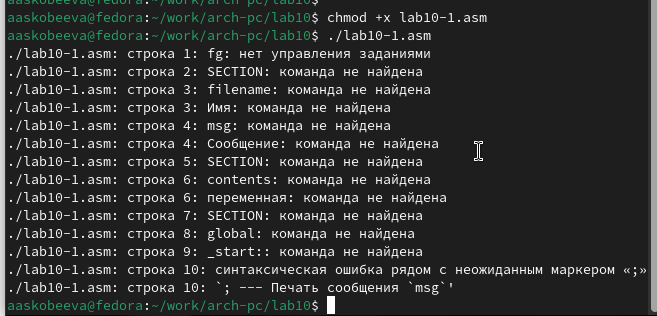 aaskobeeva@fedora:~/work/arch-pc/lab10$ chmod +x lab10-1.asm
aaskobeeva@fedora:~/work/arch-pc/lab10$ ./lab10-1.asm
./lab10-1.asm: строка 1: fg: нет управления заданиями
./lab10-1.asm: строка 2: SECTION: команда не найдена
./lab10-1.asm: строка 3: filename: команда не найдена
./lab10-1.asm: строка 3: Имя: команда не найдена
./lab10-1.asm: строка 4: msg: команда не найдена
./lab10-1.asm: строка 4: Сообщение: команда не найдена
./lab10-1.asm: строка 5: SECTION: команда не найдена
./lab10-1.asm: строка 6: contents: команда не найдена
./lab10-1.asm: строка 6: переменная: команда не найдена
./lab10-1.asm: строка 7: SECTION: команда не найдена
./lab10-1.asm: строка 8: global: команда не найдена
./lab10-1.asm: строка 9: _start:: команда не найдена
./lab10-1.asm: строка 10: синтаксическая ошибка рядом с неожиданным маркером «;»
./lab10-1.asm: строка 10: `; --- Печать сообщения `msg`'
aaskobeeva@fedora:~/work/arch-pc/lab10$